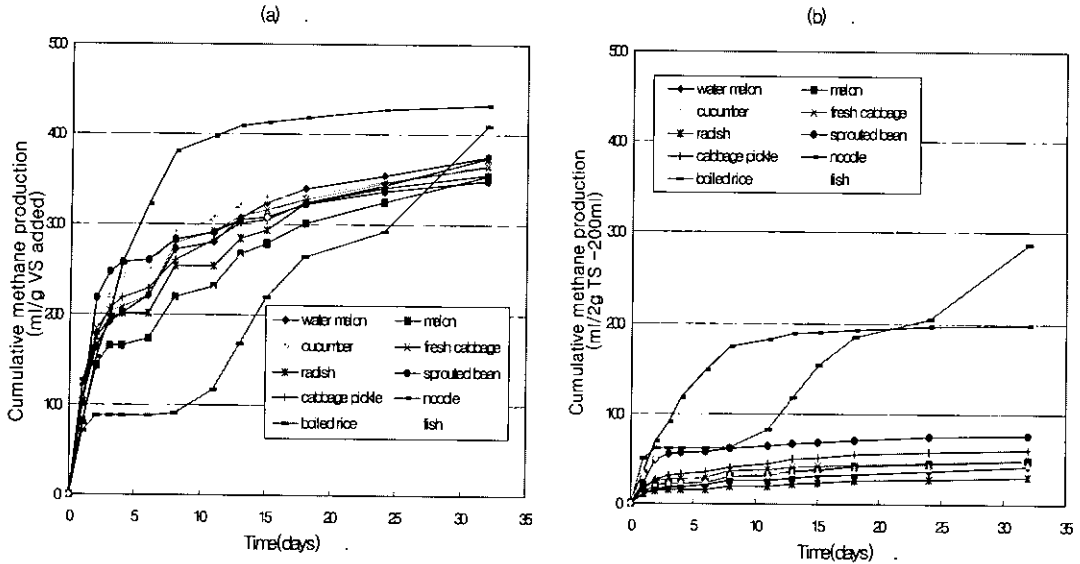 (a)
500
400
300
200
100
0
Cumulative methane production
(ml/g VS added)
water melon
melon
cucumber
fresh cabbage
radish
sprouted bean
cabbage pickle
noodle
boiled rice
fish
0 5 10 15 20 25 30 35
Time(days)
(b)
500
400
300
200
100
0
Cumulative methane production
(ml/2g TS -200ml)
water melon
melon
cucumber
fresh cabbage
radish
sprouted bean
cabbage pickle
noodle
boiled rice
fish
0 5 10 15 20 25 30 35
Time(days)